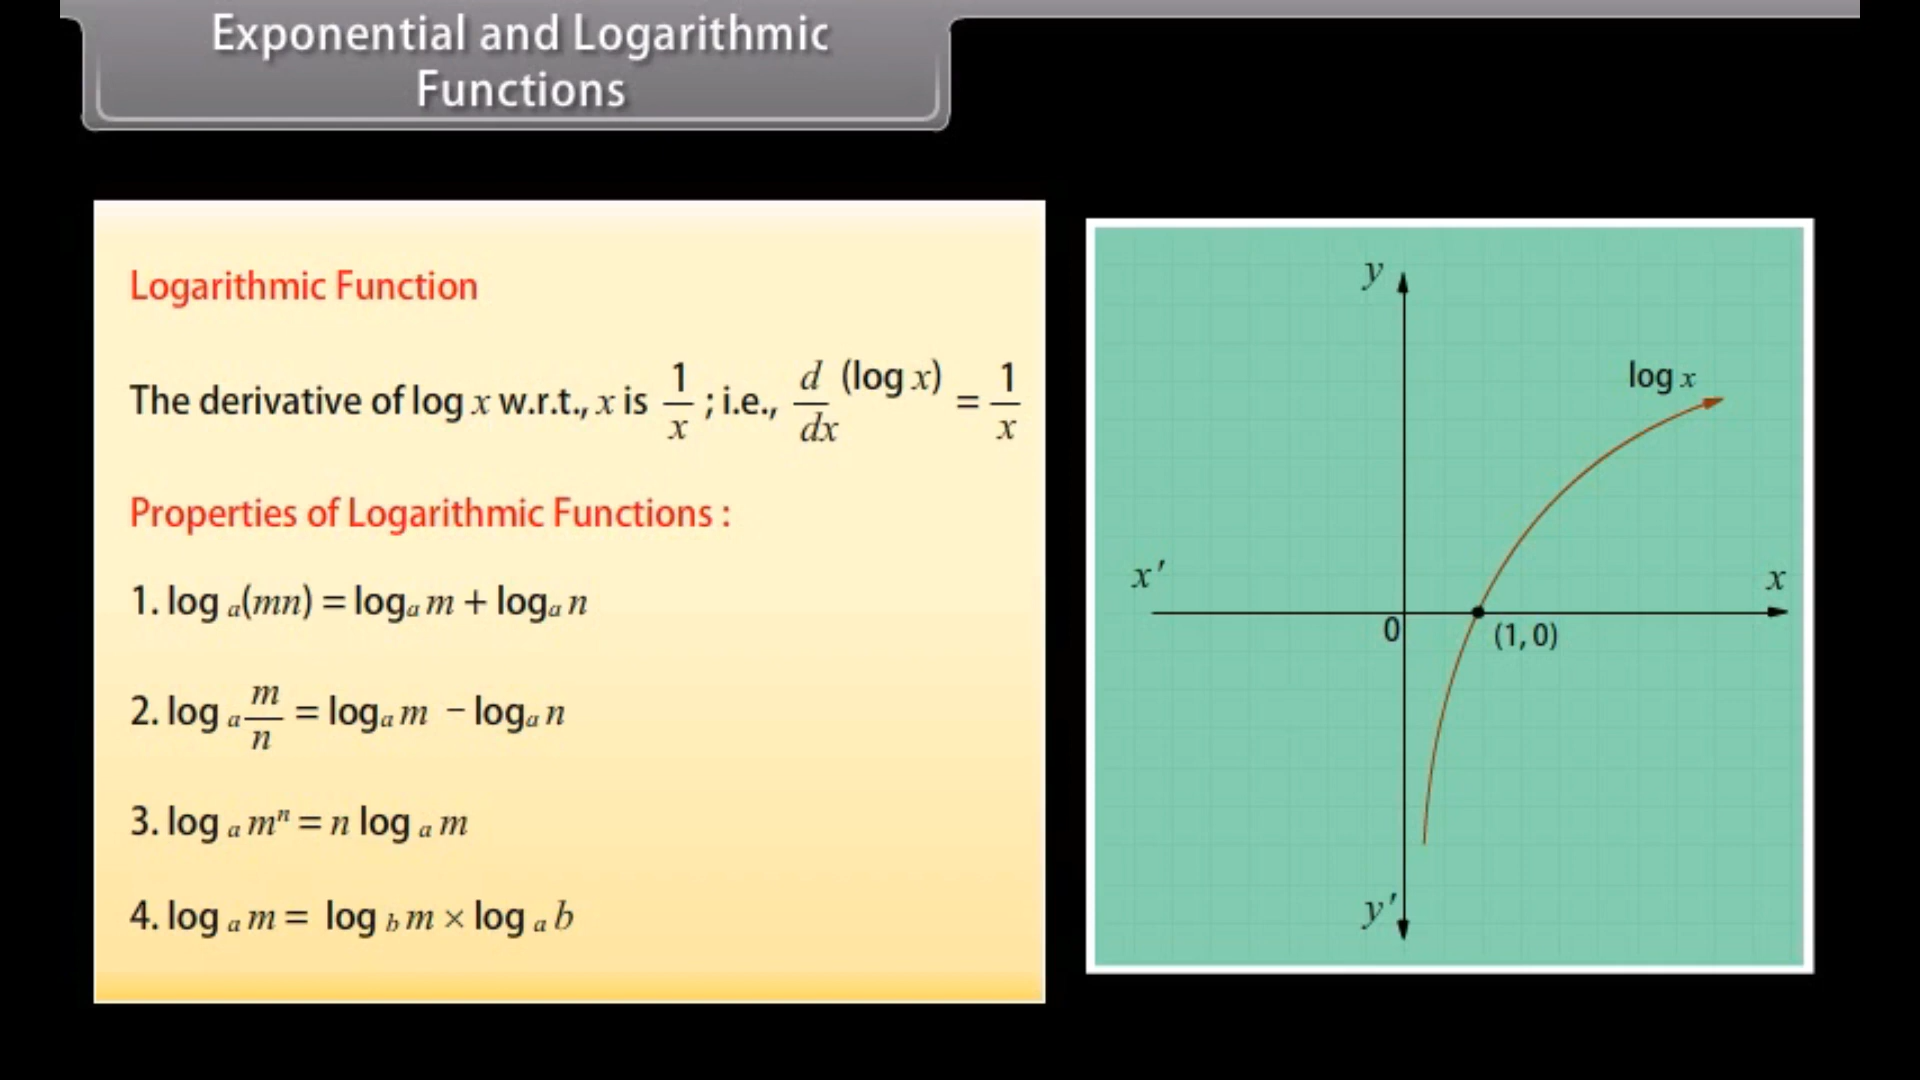 Exponential and Logarithmic
Functions
Logarithmic Function
The derivative of log x w.r.t., x is 1/x ; i.e., d/dx (log x) = 1/x
Properties of Logarithmic Functions :
1. log ₐ(mn) = logₐ m + logₐ n
2. log ₐ m/n = logₐ m − logₐ n
3. log ₐ mⁿ = n log ₐ m
4. log ₐ m = log _b m × log ₐ b
y
log x
x′
x
0
(1, 0)
y′